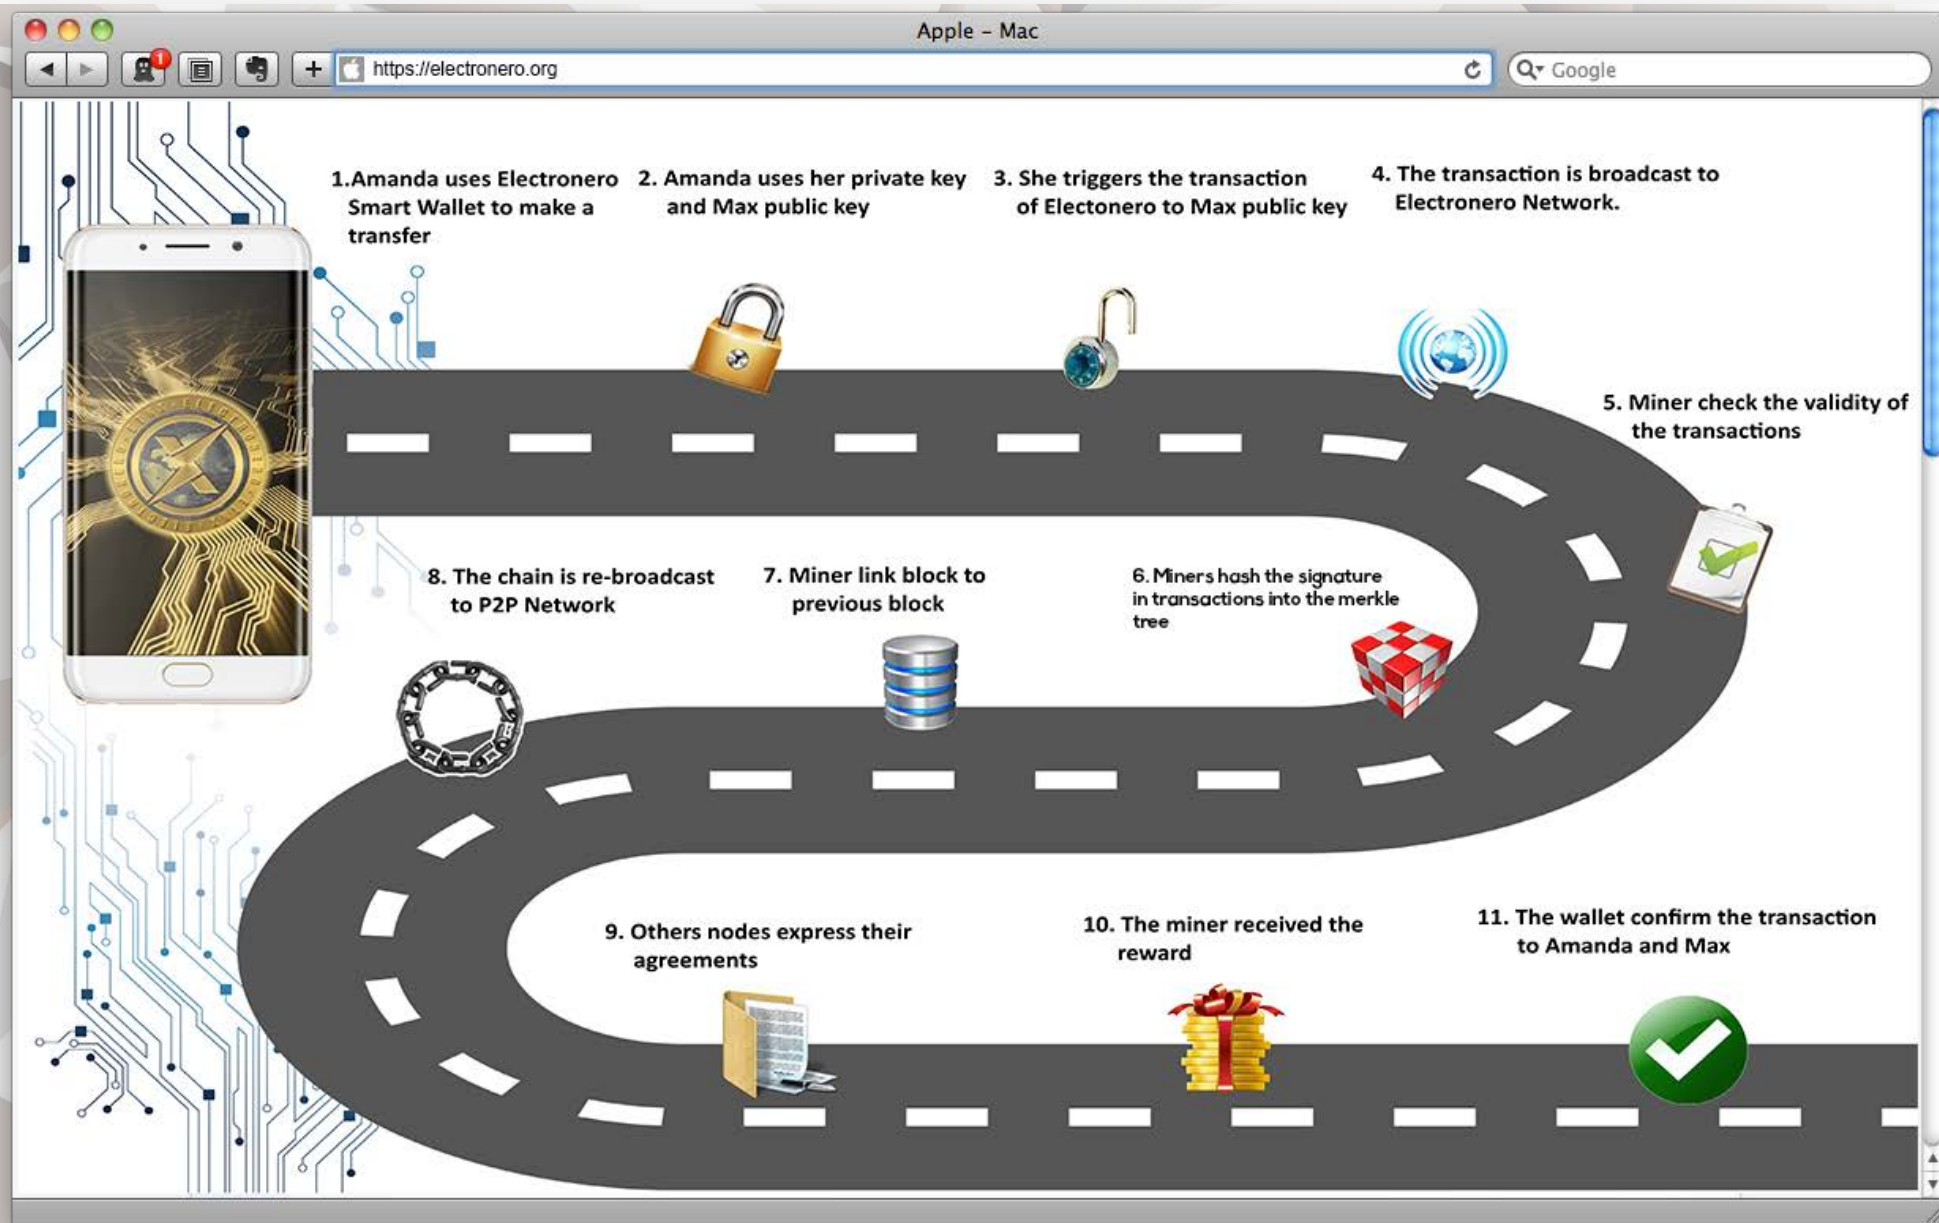 Apple – Mac
1
+
https://electronero.org
Google
1.Amanda uses Electronero
Smart Wallet to make a
transfer
2. Amanda uses her private key
and Max public key
3. She triggers the transaction
of Electonero to Max public key
4. The transaction is broadcast to
Electronero Network.
5. Miner check the validity of
the transactions
6. Miners hash the signature
in transactions into the merkle
tree
7. Miner link block to
previous block
8. The chain is re-broadcast
to P2P Network
9. Others nodes express their
agreements
10. The miner received the
reward
11. The wallet confirm the transaction
to Amanda and Max